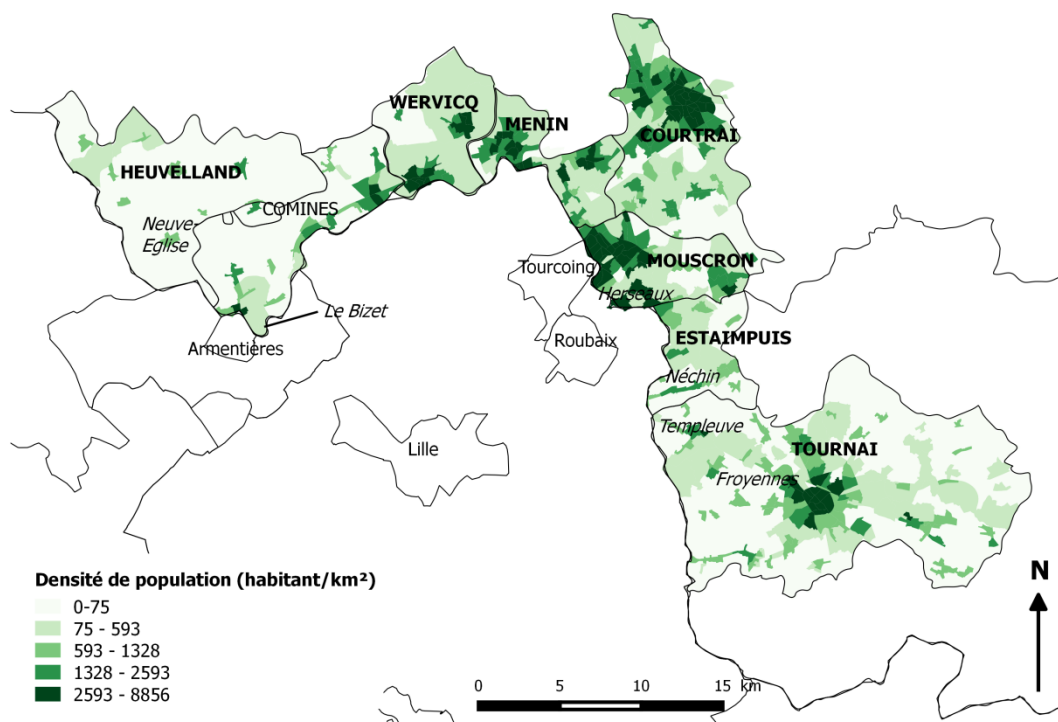 WERVICQ
MENIN
COURTRAI
HEUVELLAND
COMINES
Neuve-
Eglise
Tourcoing
MOUSCRON
Herseaux
Le Bizet
Armentières
Roubaix
ESTAIMPUIS
Néchin
Templeuve
TOURNAI
Lille
Froyennes
Densité de population (habitant/km²)
0-75
75 - 593
593 - 1328
1328 - 2593
2593 - 8856
0 5 10 15 km
N